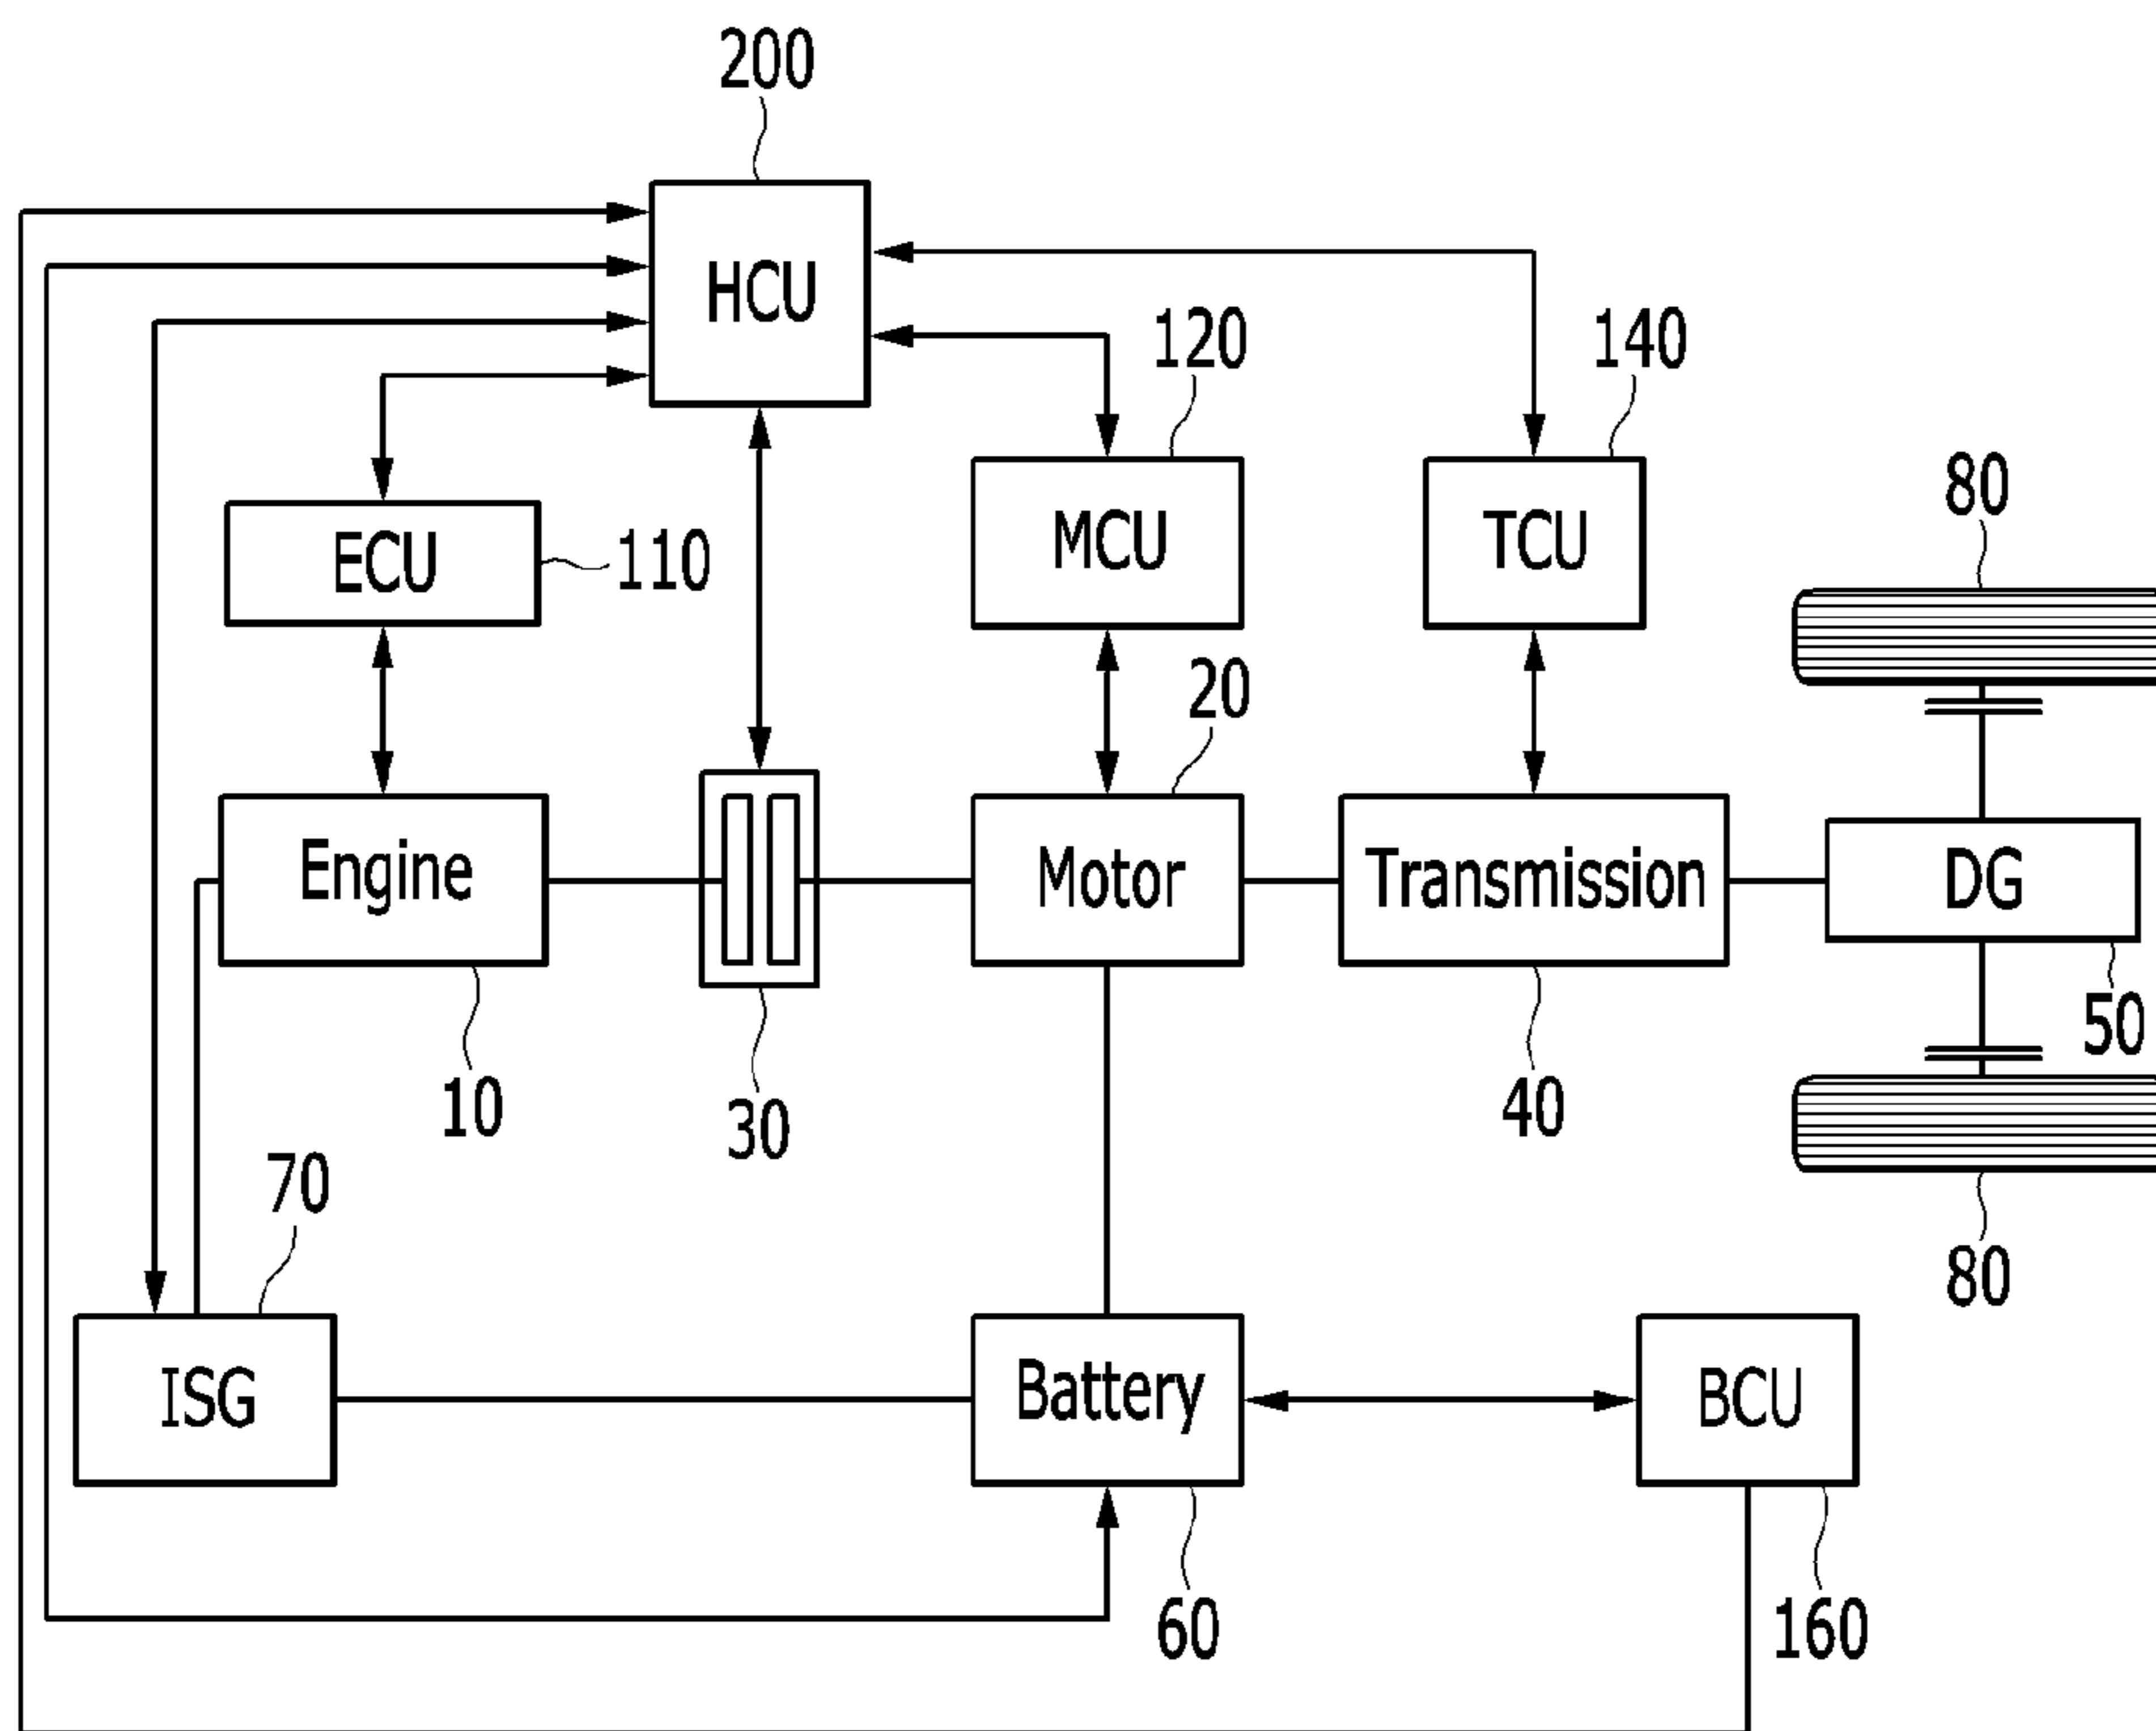 200
HCU
120
140
80
ECU
110
MCU
TCU
20
Engine
Motor
Transmission
DG
50
10
30
40
70
80
ISG
Battery
BCU
60
160